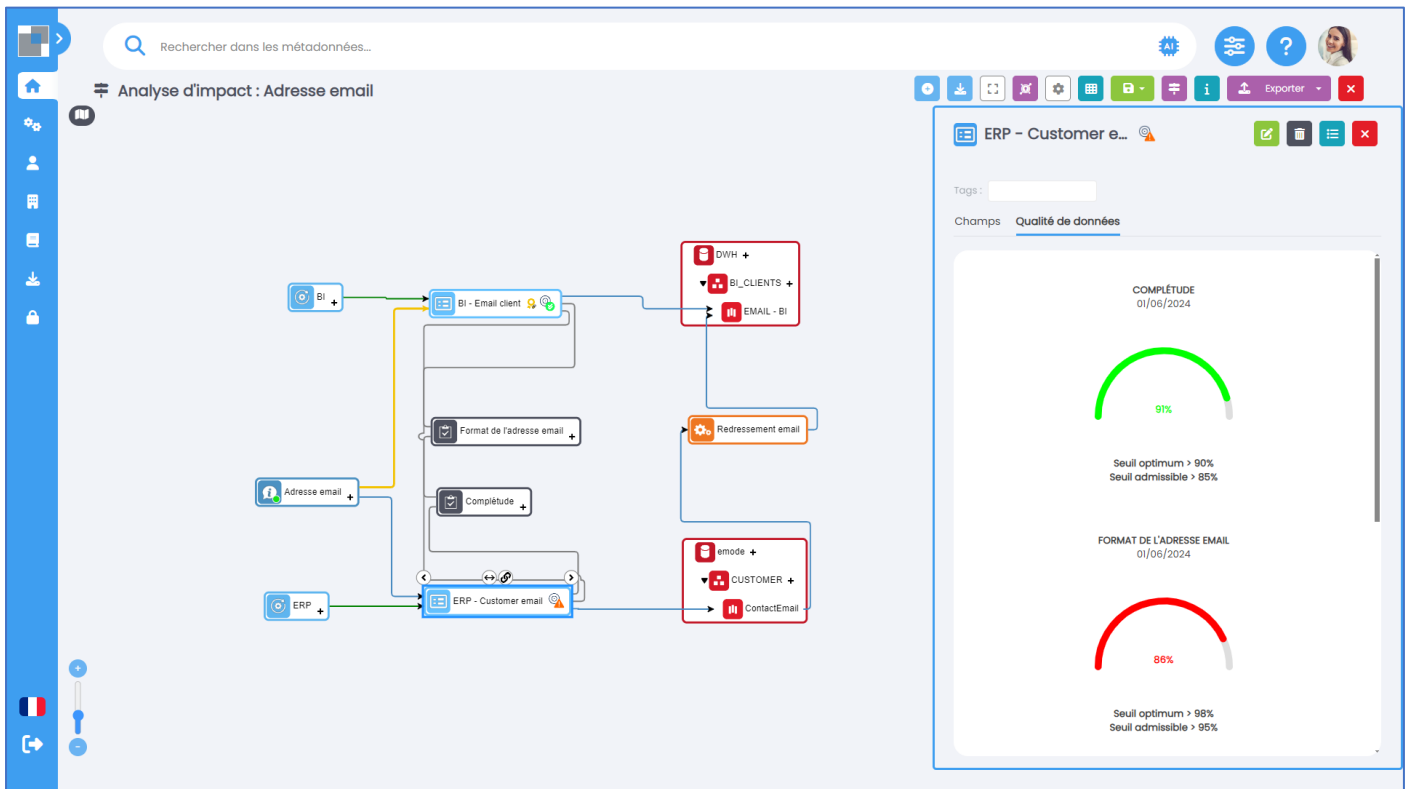 Rechercher dans les métadonnées...
AI
?
Analyse d'impact : Adresse email
i
Exporter
ERP - Customer e...
Tags :
Champs
Qualité de données
COMPLÉTUDE
01/06/2024
91%
Seuil optimum > 90%
Seuil admissible > 85%
FORMAT DE L'ADRESSE EMAIL
01/06/2024
86%
Seuil optimum > 98%
Seuil admissible > 95%
DWH +
BI_CLIENTS +
EMAIL - BI
BI +
BI - Email client
Format de l'adresse email +
Redressement email
Adresse email +
Complétude +
emode +
CUSTOMER +
ContactEmail
ERP +
ERP - Customer email